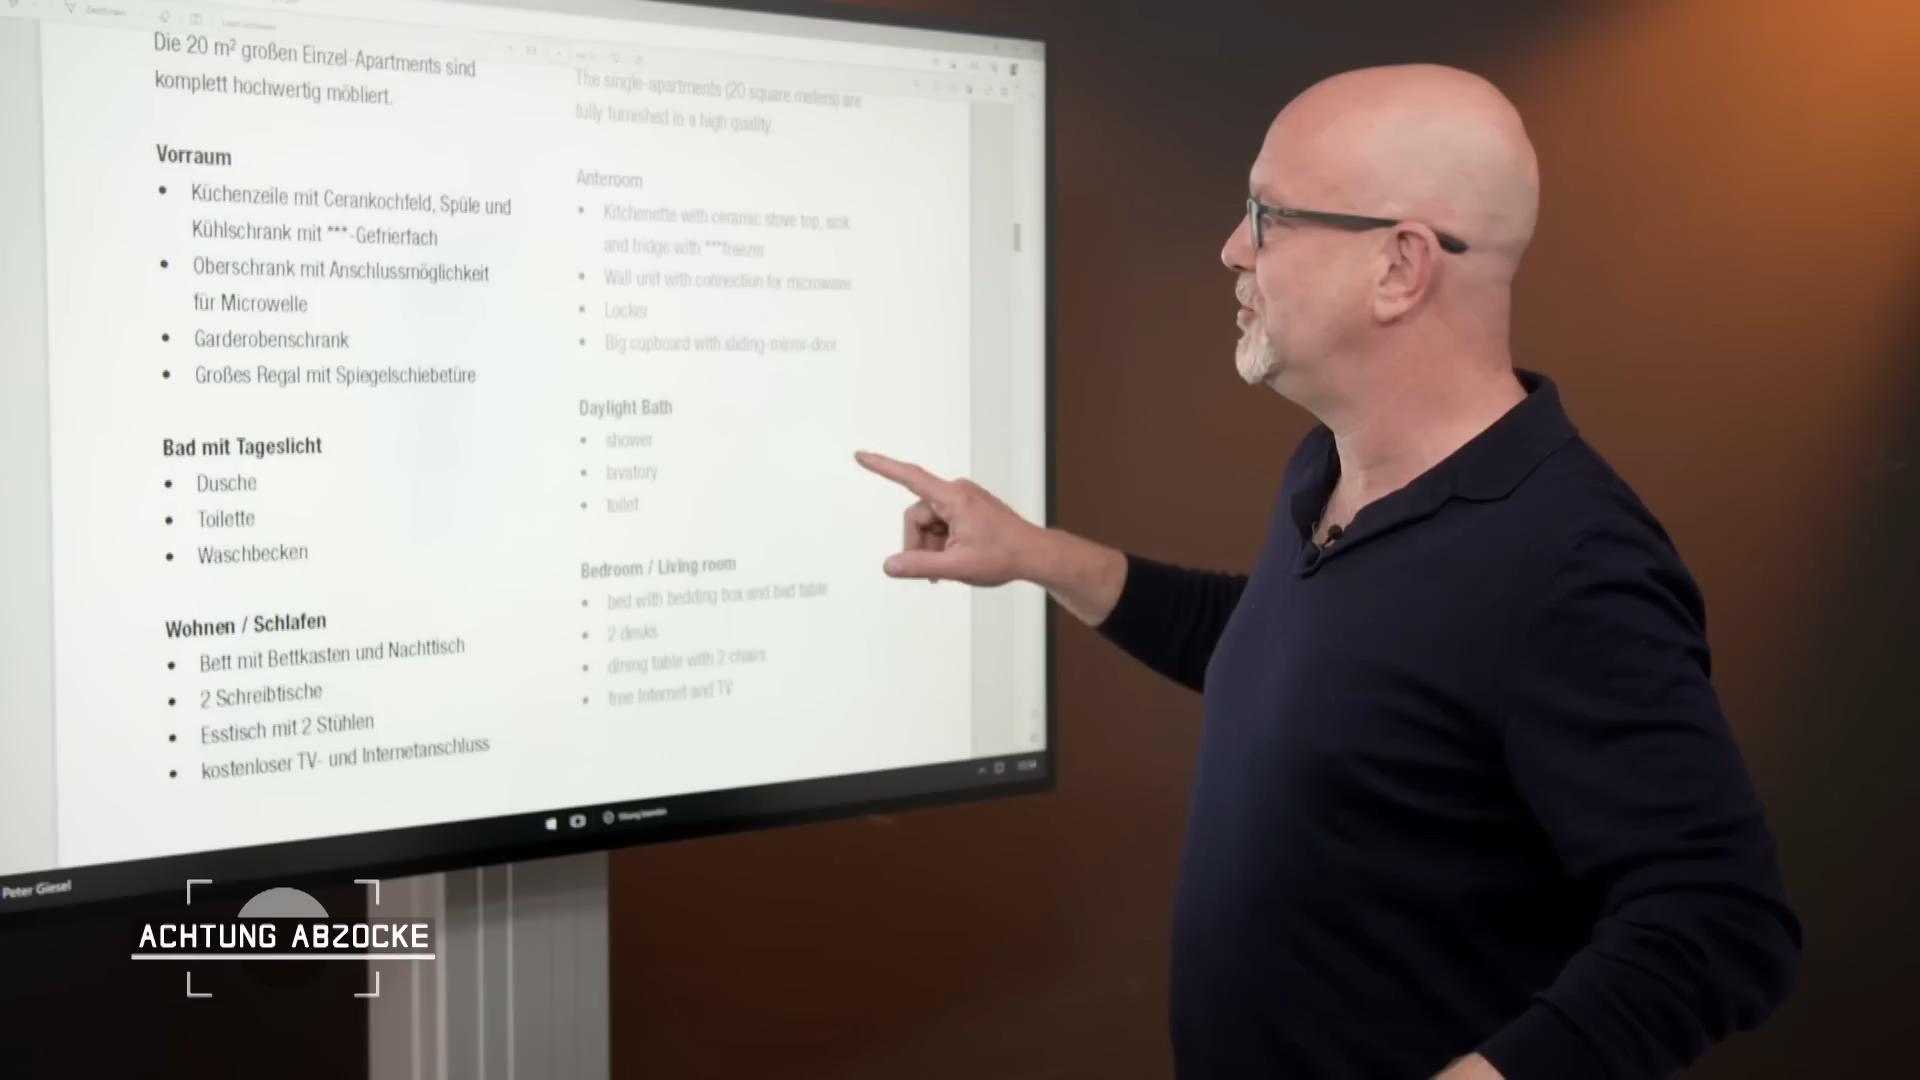 Zeichnen
Die 20 m² großen Einzel-Apartments sind
komplett hochwertig möbliert.
Vorraum
• Küchenzeile mit Cerankochfeld, Spüle und
Kühlschrank mit ***-Gefrierfach
• Oberschrank mit Anschlussmöglichkeit
für Microwelle
• Garderobenschrank
• Großes Regal mit Spiegelschiebetüre
Bad mit Tageslicht
• Dusche
• Toilette
• Waschbecken
Wohnen / Schlafen
• Bett mit Bettkasten und Nachttisch
• 2 Schreibtische
• Esstisch mit 2 Stühlen
• kostenloser TV- und Internetanschluss
The single-apartments (20 square meters) are
fully furnished in a high quality.
Anteroom
• Kitchenette with ceramic stove top, sink
and fridge with ***freezer
• Wall unit with connection for microwave
• Locker
• Big cupboard with sliding-mirror-door
Daylight Bath
• shower
• lavatory
• toilet
Bedroom / Living room
• bed with bedding box and bed table
• 2 desks
• dining table with 2 chairs
• free Internet and TV
Peter Giesel
ACHTUNG ABZOCKE